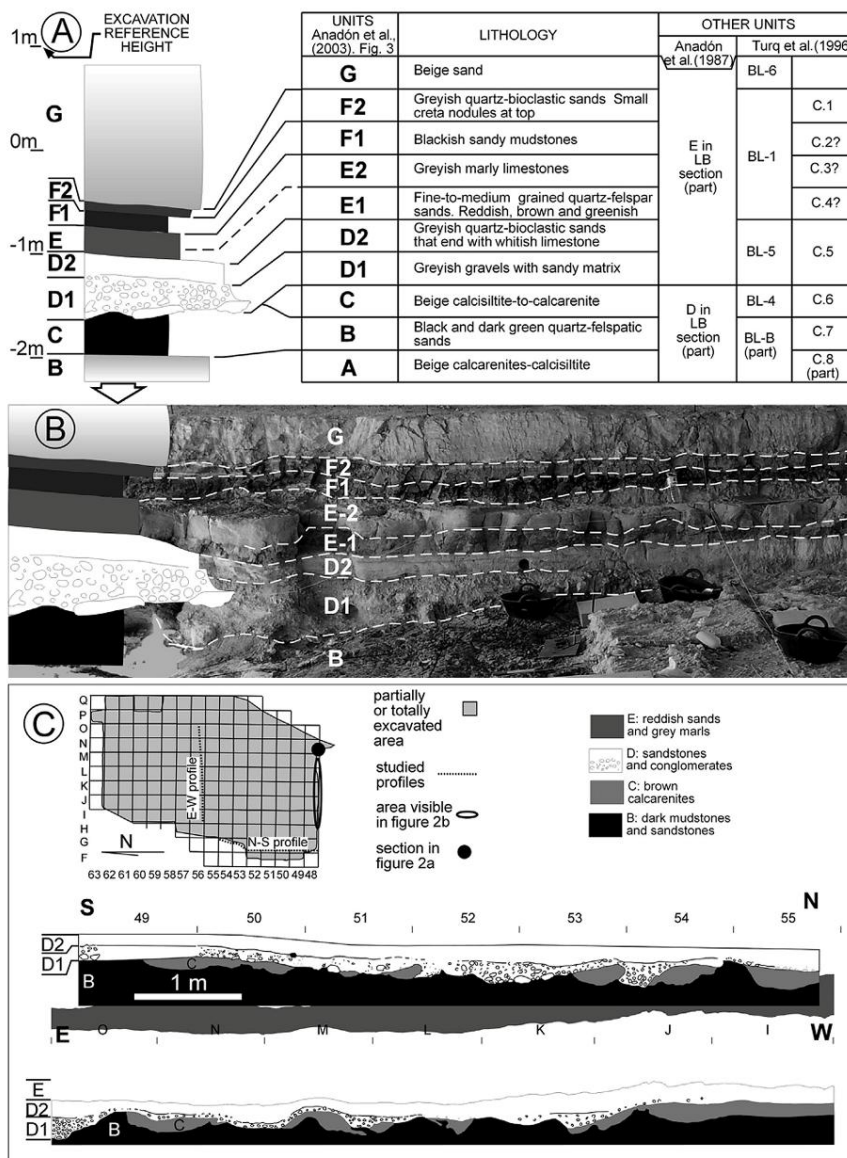 A
EXCAVATION
REFERENCE
HEIGHT
1m
G
0m
F2
F1
E
-1m
D2
D1
C
-2m
B
UNITS
Anadón et al.,
(2003). Fig. 3
LITHOLOGY
OTHER UNITS
Anadón
et al.(1987)
Turq et al.(1996
G
Beige sand
BL-6
F2
Greyish quartz-bioclastic sands Small
creta nodules at top
C.1
F1
Blackish sandy mudstones
C.2?
E2
Greyish marly limestones
C.3?
E1
Fine-to-medium grained quartz-felspar
sands. Reddish, brown and greenish
C.4?
E in
LB
section
(part)
BL-1
D2
Greyish quartz-bioclastic sands
that end with whitish limestone
D1
Greyish gravels with sandy matrix
BL-5
C.5
C
Beige calcisiltite-to-calcarenite
BL-4
C.6
B
Black and dark green quartz-felspatic
sands
C.7
A
Beige calcarenites-calcisiltite
D in
LB
section
(part)
BL-B
(part)
C.8
(part)
B
G
F2
F1
E-2
E-1
D2
D1
B
C
Q
P
O
N
M
L
K
J
I
H
G
F
E-W profile
N-S profile
N
63 62 61 60 59 58 57 56 55 54 53 52 51 50 49 48
partially
or totally
excavated
area
studied
profiles
area visible
in figure 2b
section in
figure 2a
E: reddish sands
and grey marls
D: sandstones
and conglomerates
C: brown
calcarenites
B: dark mudstones
and sandstones
S
49 50 51 52 53 54 55
N
D2
D1
C
B
1 m
E
O N M L K J I
W
E
D2
D1
B
C